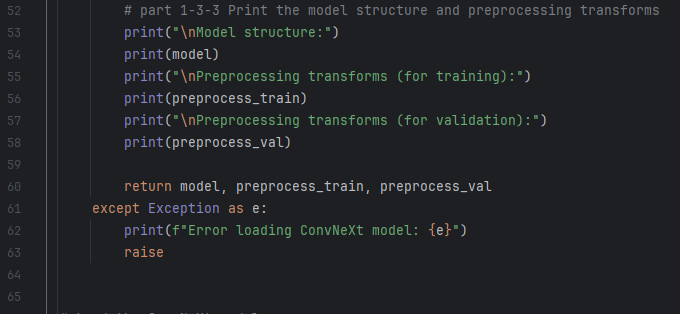 52 # part 1-3-3 Print the model structure and preprocessing transforms
53 print("\nModel structure:")
54 print(model)
55 print("\nPreprocessing transforms (for training):")
56 print(preprocess_train)
57 print("\nPreprocessing transforms (for validation):")
58 print(preprocess_val)
59
60 return model, preprocess_train, preprocess_val
61 except Exception as e:
62 print(f"Error loading ConvNeXt model: {e}")
63 raise
64
65